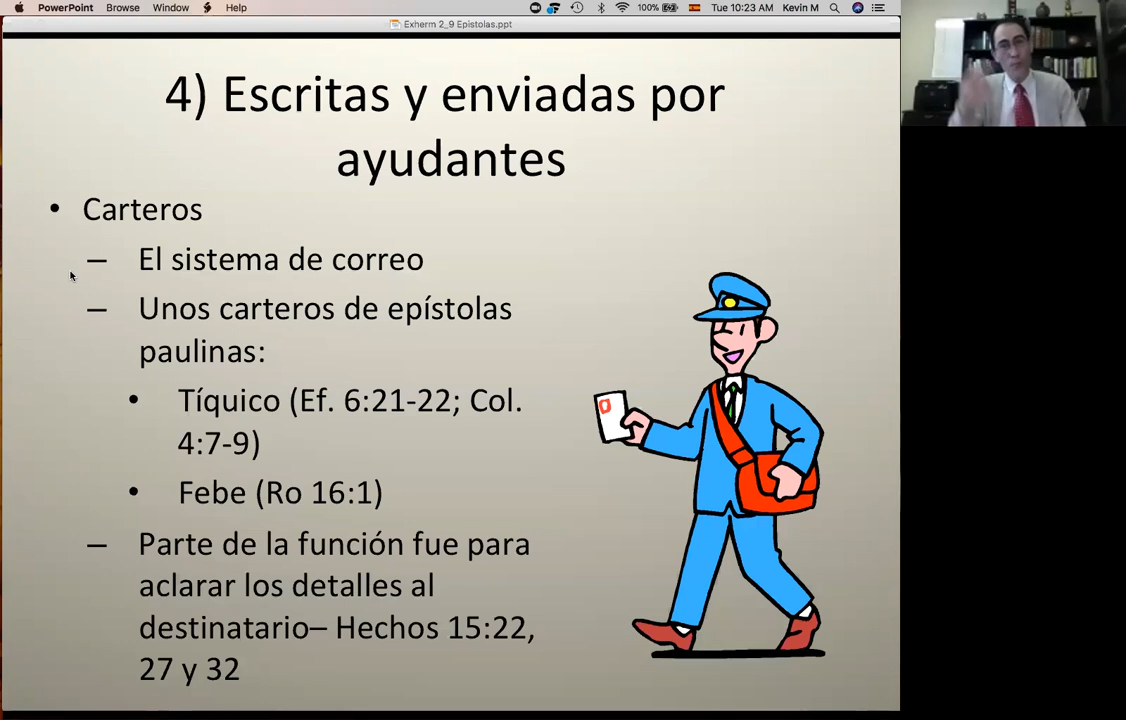 PowerPoint Browse Window Help 100% Tue 10:23 AM Kevin M
Exherm 2_9 Epistolas.ppt
4) Escritas y enviadas por
ayudantes
• Carteros
– El sistema de correo
– Unos carteros de epístolas
paulinas:
• Tíquico (Ef. 6:21-22; Col.
4:7-9)
• Febe (Ro 16:1)
– Parte de la función fue para
aclarar los detalles al
destinatario– Hechos 15:22,
27 y 32